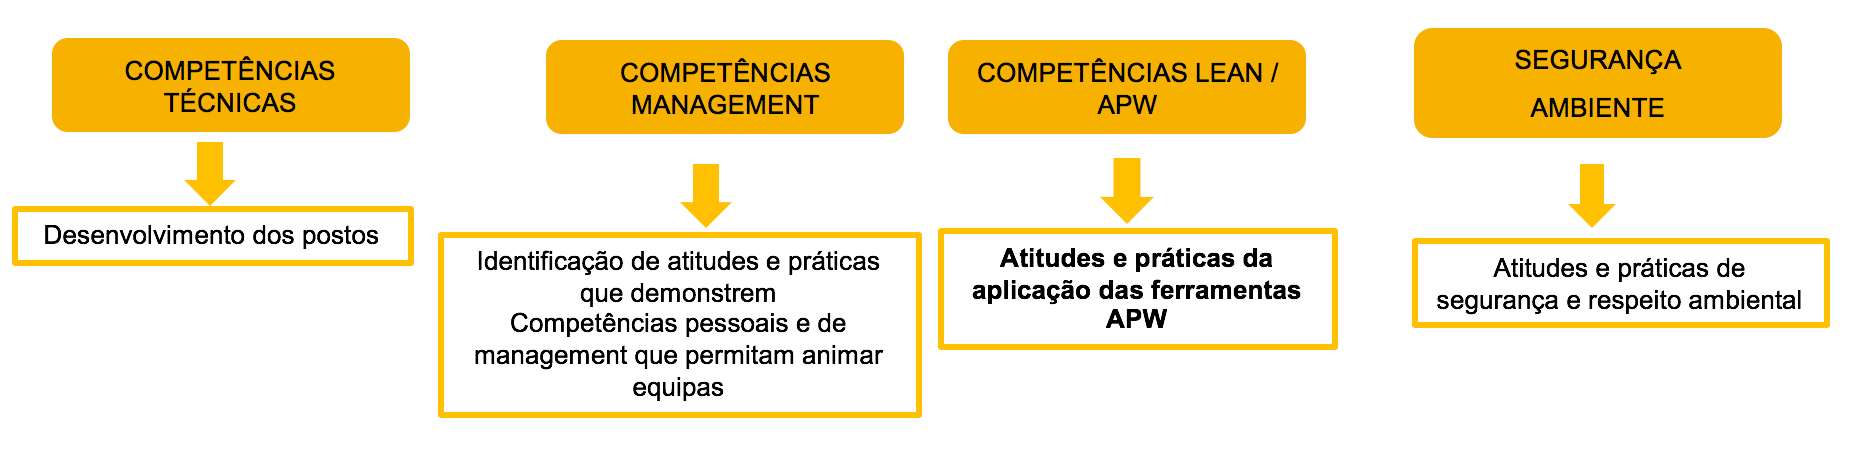 COMPETÊNCIAS
TÉCNICAS
Desenvolvimento dos postos
COMPETÊNCIAS
MANAGEMENT
Identificação de atitudes e práticas
que demonstrem
Competências pessoais e de
management que permitam animar
equipas
COMPETÊNCIAS LEAN /
APW
Atitudes e práticas da
aplicação das ferramentas
APW
SEGURANÇA
AMBIENTE
Atitudes e práticas de
segurança e respeito ambiental